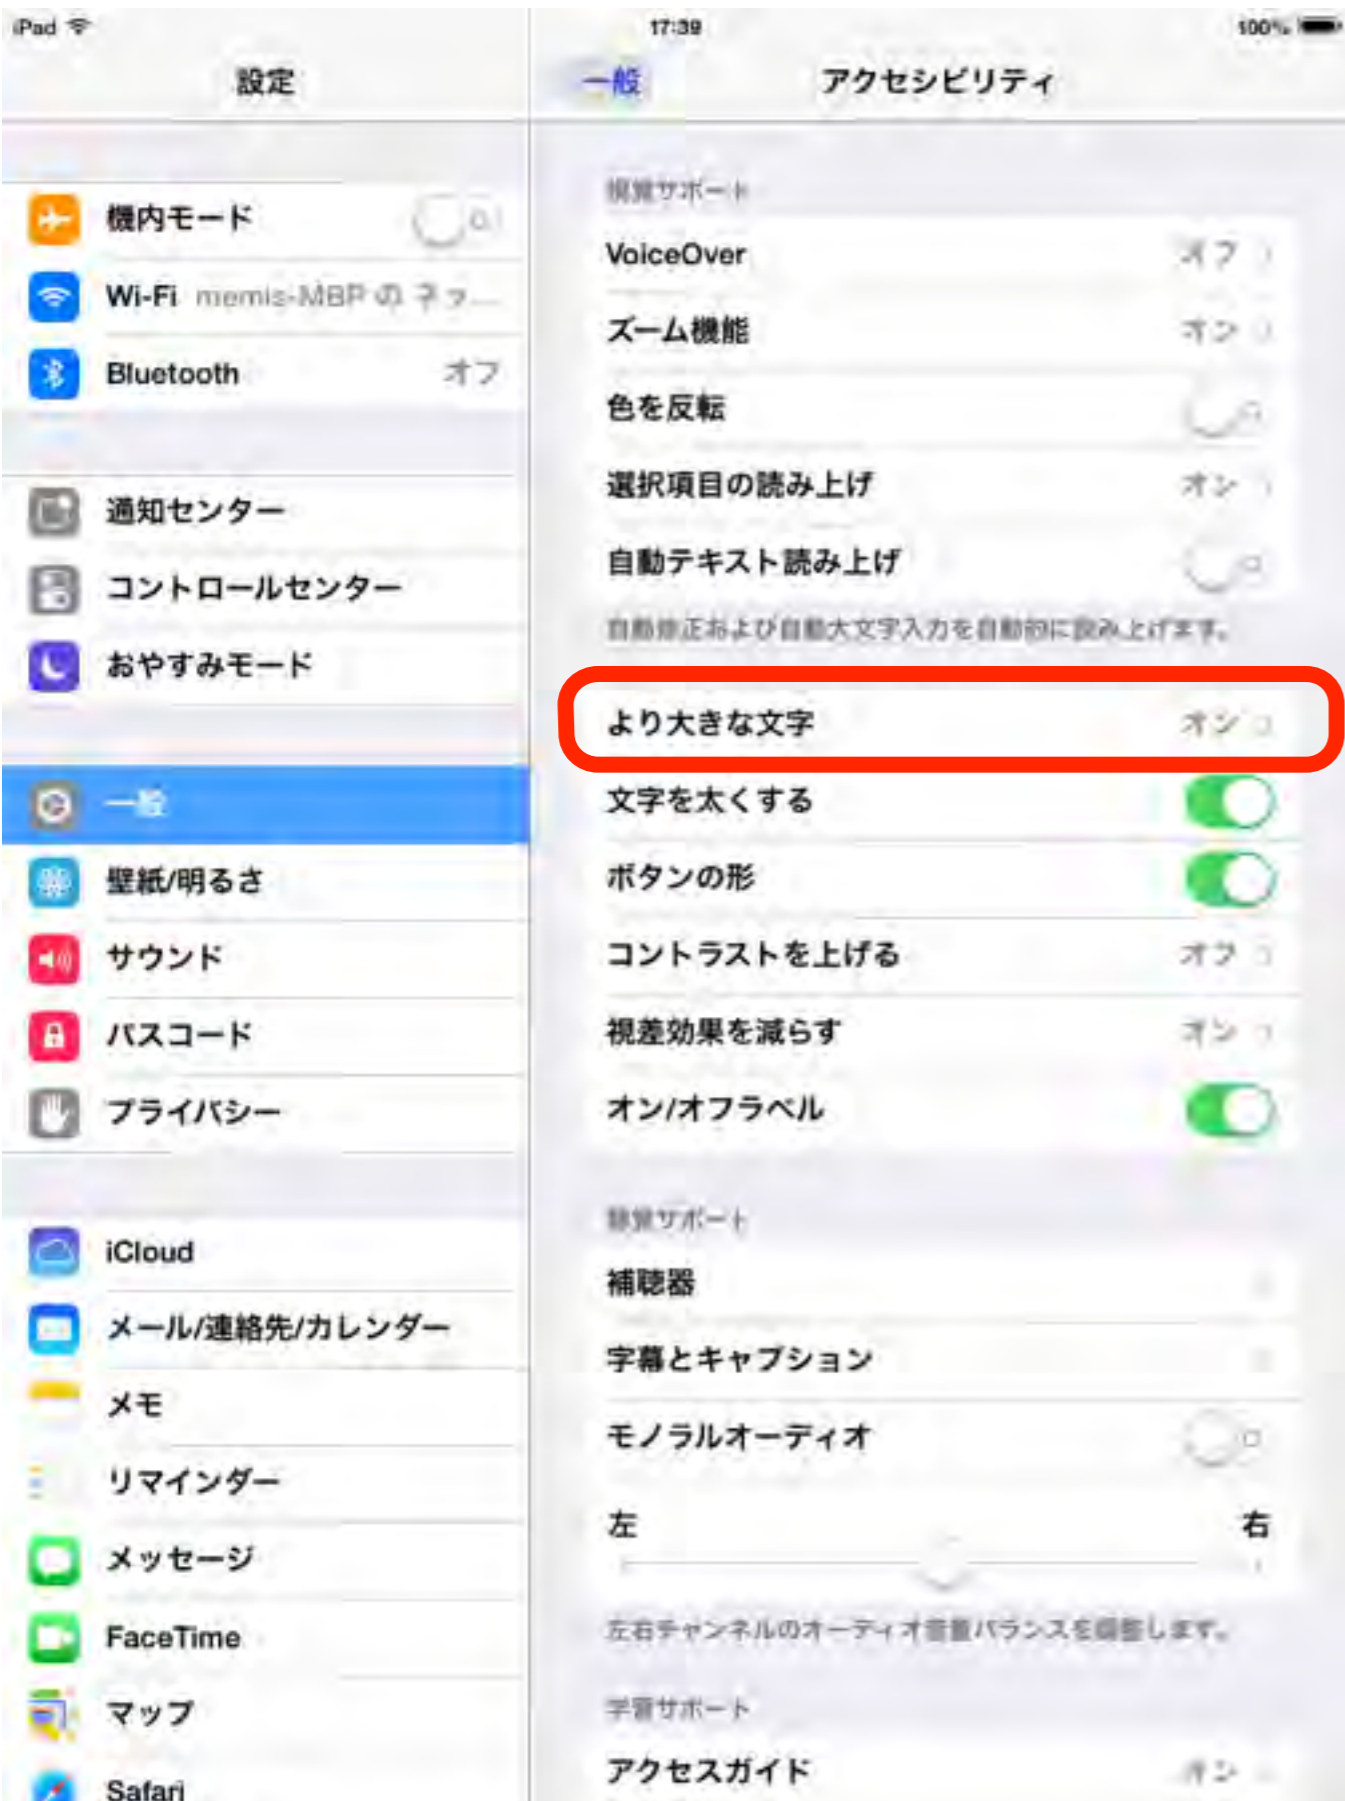 iPad
17:39
100%
設定
一般
アクセシビリティ
機内モード
Wi-Fi memis-MBP の ネッ...
Bluetooth オフ
通知センター
コントロールセンター
おやすみモード
一般
壁紙/明るさ
サウンド
パスコード
プライバシー
iCloud
メール/連絡先/カレンダー
メモ
リマインダー
メッセージ
FaceTime
マップ
Safari
視覚サポート
VoiceOver オフ
ズーム機能 オン
色を反転
選択項目の読み上げ オン
自動テキスト読み上げ
自動修正および自動大文字入力を自動的に読み上げます。
より大きな文字 オン
文字を太くする
ボタンの形
コントラストを上げる オフ
視差効果を減らす オン
オン/オフラベル
聴覚サポート
補聴器
字幕とキャプション
モノラルオーディオ
左 右
左右チャンネルのオーディオ音量バランスを調整します。
学習サポート
アクセスガイド オン